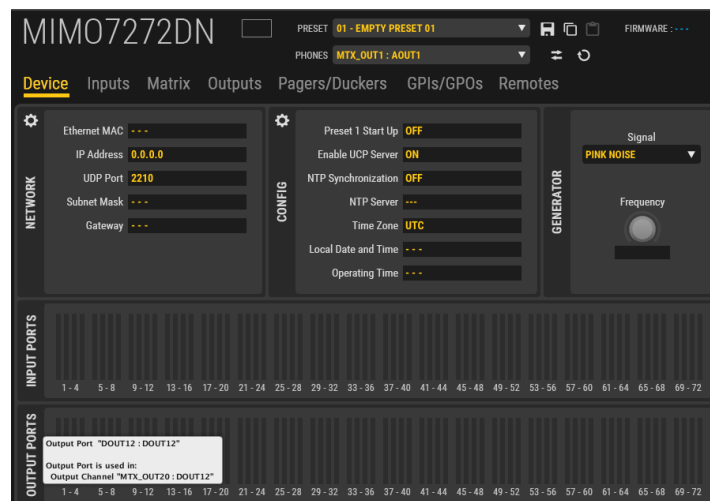 MIMO7272DN
PRESET 01 - EMPTY PRESET 01
FIRMWARE : - - -
PHONES MTX_OUT1 : AOUT1
Device Inputs Matrix Outputs Pagers/Duckers GPIs/GPOs Remotes
NETWORK
Ethernet MAC - - -
IP Address 0.0.0.0
UDP Port 2210
Subnet Mask - - -
Gateway - - -
CONFIG
Preset 1 Start Up OFF
Enable UCP Server ON
NTP Synchronization OFF
NTP Server ---
Time Zone UTC
Local Date and Time - - -
Operating Time - - -
GENERATOR
Signal
PINK NOISE
Frequency
INPUT PORTS
1 - 4 5 - 8 9 - 12 13 - 16 17 - 20 21 - 24 25 - 28 29 - 32 33 - 36 37 - 40 41 - 44 45 - 48 49 - 52 53 - 56 57 - 60 61 - 64 65 - 68 69 - 72
OUTPUT PORTS
Output Port "DOUT12 : DOUT12"
Output Port is used in:
Output Channel "MTX_OUT20 : DOUT12"
1 - 4 5 - 8 9 - 12 13 - 16 17 - 20 21 - 24 25 - 28 29 - 32 33 - 36 37 - 40 41 - 44 45 - 48 49 - 52 53 - 56 57 - 60 61 - 64 65 - 68 69 - 72